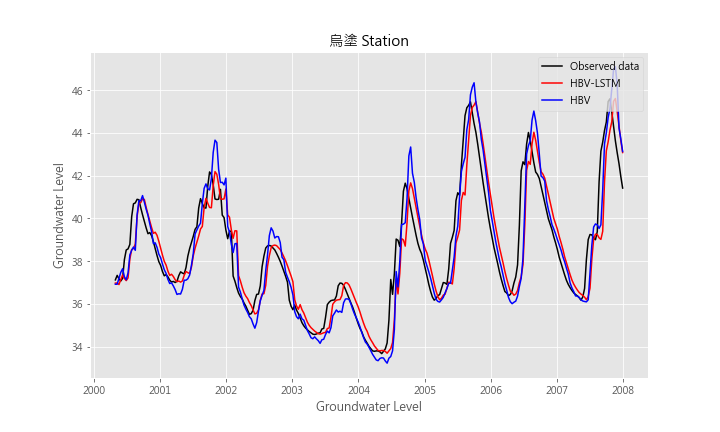 烏塗 Station
Observed data
HBV-LSTM
HBV
Groundwater Level
46
44
42
40
38
36
34
2000 2001 2002 2003 2004 2005 2006 2007 2008
Groundwater Level